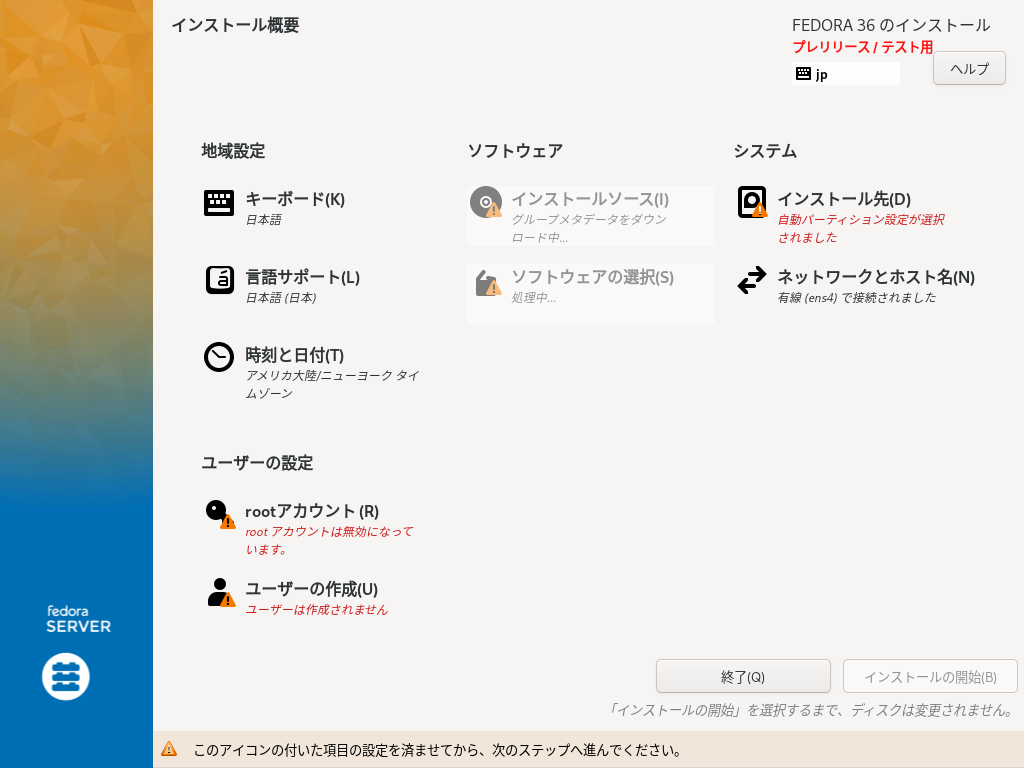 インストール概要
FEDORA 36 のインストール
プレリリース / テスト用
jp
ヘルプ
地域設定
キーボード(K)
日本語
言語サポート(L)
日本語 (日本)
時刻と日付(T)
アメリカ大陸/ニューヨーク タイ
ムゾーン
ソフトウェア
インストールソース(I)
グループメタデータをダウン
ロード中...
ソフトウェアの選択(S)
処理中...
システム
インストール先(D)
自動パーティション設定が選択
されました
ネットワークとホスト名(N)
有線 (ens4) で接続されました
ユーザーの設定
rootアカウント (R)
root アカウントは無効になって
います。
ユーザーの作成(U)
ユーザーは作成されません
fedora
SERVER
終了(Q)
インストールの開始(B)
「インストールの開始」を選択するまで、ディスクは変更されません。
このアイコンの付いた項目の設定を済ませてから、次のステップへ進んでください。